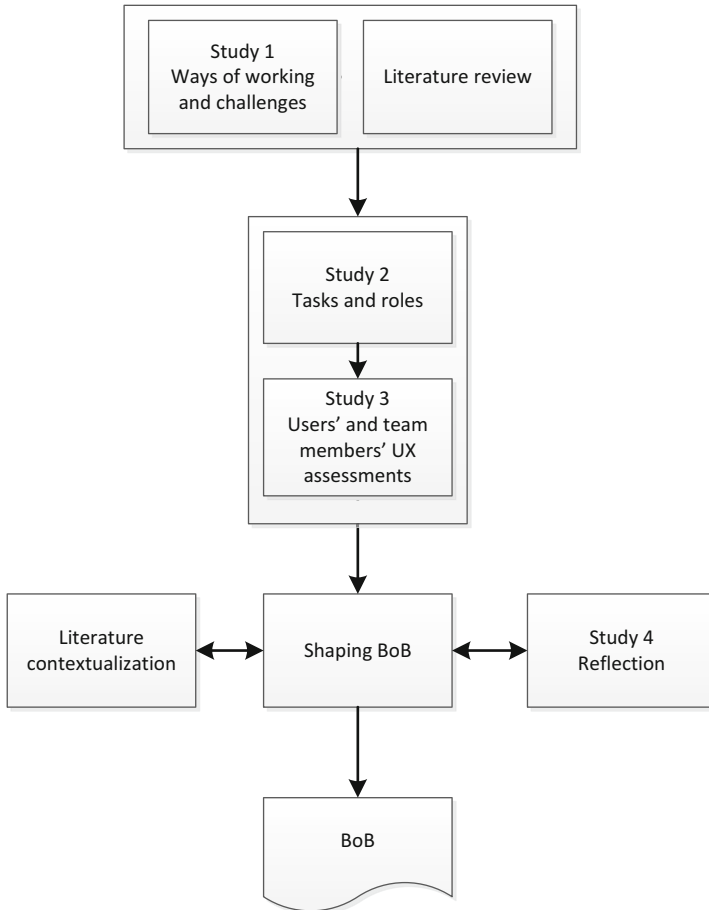 Study 1
Ways of working
and challenges
Literature review
Study 2
Tasks and roles
Study 3
Users’ and team
members’ UX
assessments
Literature
contextualization
Shaping BoB
Study 4
Reflection
BoB